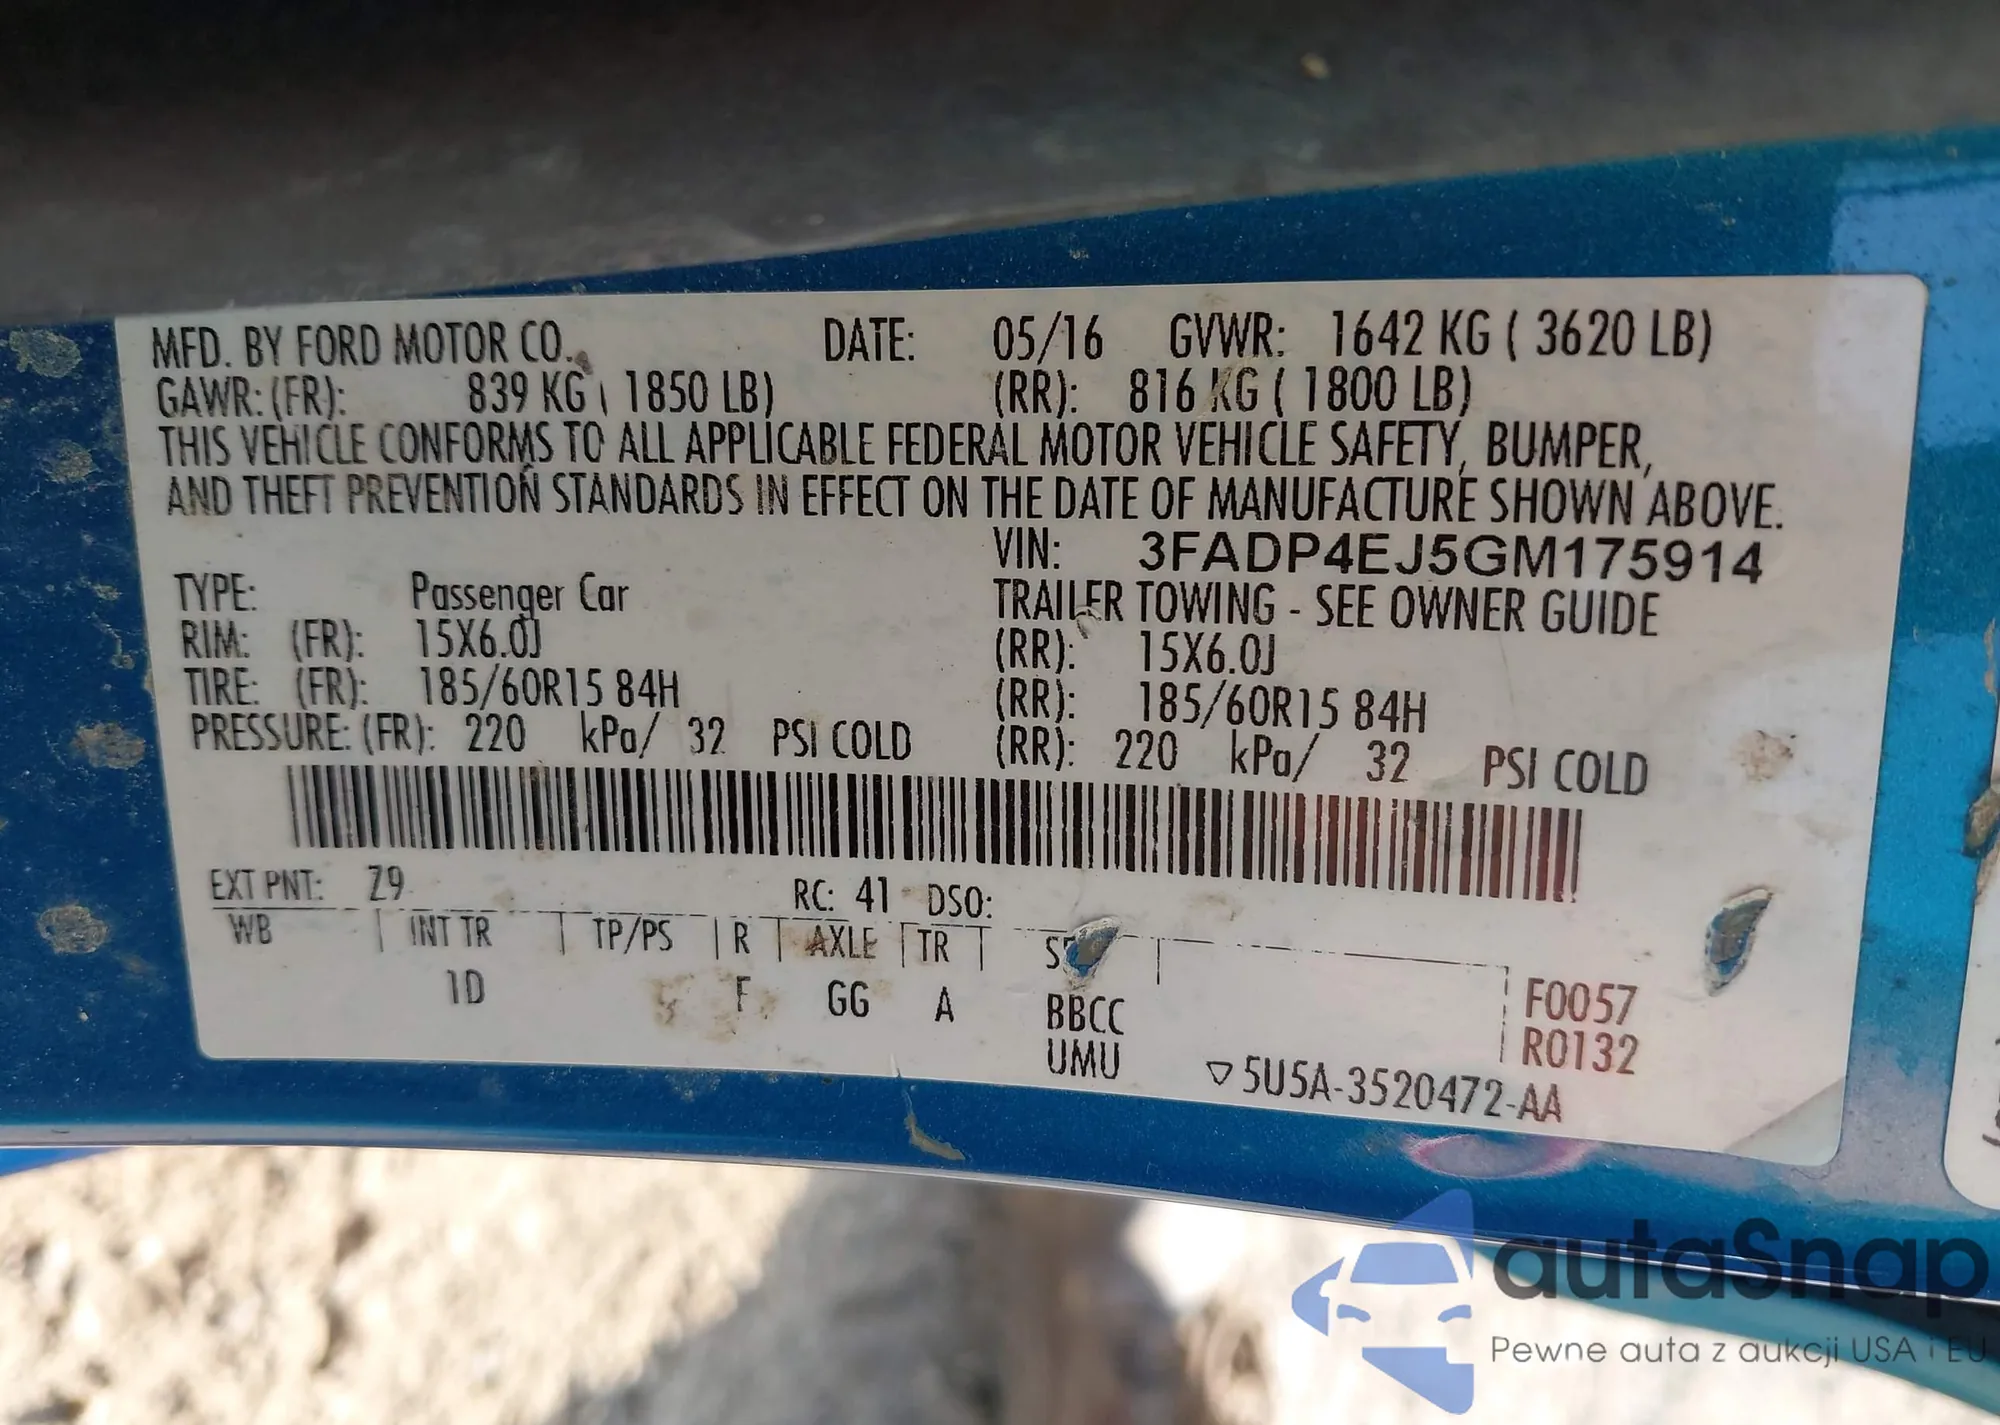 MFD. BY FORD MOTOR CO. DATE: 05/16 GVWR: 1642 KG ( 3620 LB)
GAWR: (FR): 839 KG ( 1850 LB) (RR): 816 KG ( 1800 LB)
THIS VEHICLE CONFORMS TO ALL APPLICABLE FEDERAL MOTOR VEHICLE SAFETY, BUMPER,
AND THEFT PREVENTION STANDARDS IN EFFECT ON THE DATE OF MANUFACTURE SHOWN ABOVE.
VIN: 3FADP4EJ5GM175914
TYPE: Passenger Car TRAILER TOWING - SEE OWNER GUIDE
RIM: (FR): 15X6.0J (RR): 15X6.0J
TIRE: (FR): 185/60R15 84H (RR): 185/60R15 84H
PRESSURE: (FR): 220 kPa/ 32 PSI COLD (RR): 220 kPa/ 32 PSI COLD
EXT PNT: Z9 RC: 41 DSO:
WB INT TR TP/PS R AXLE TR
1D F GG A BBCC F0057
UMU R0132
5U5A-3520472-AA
autaSnap
Pewne auta z aukcji USA i EU